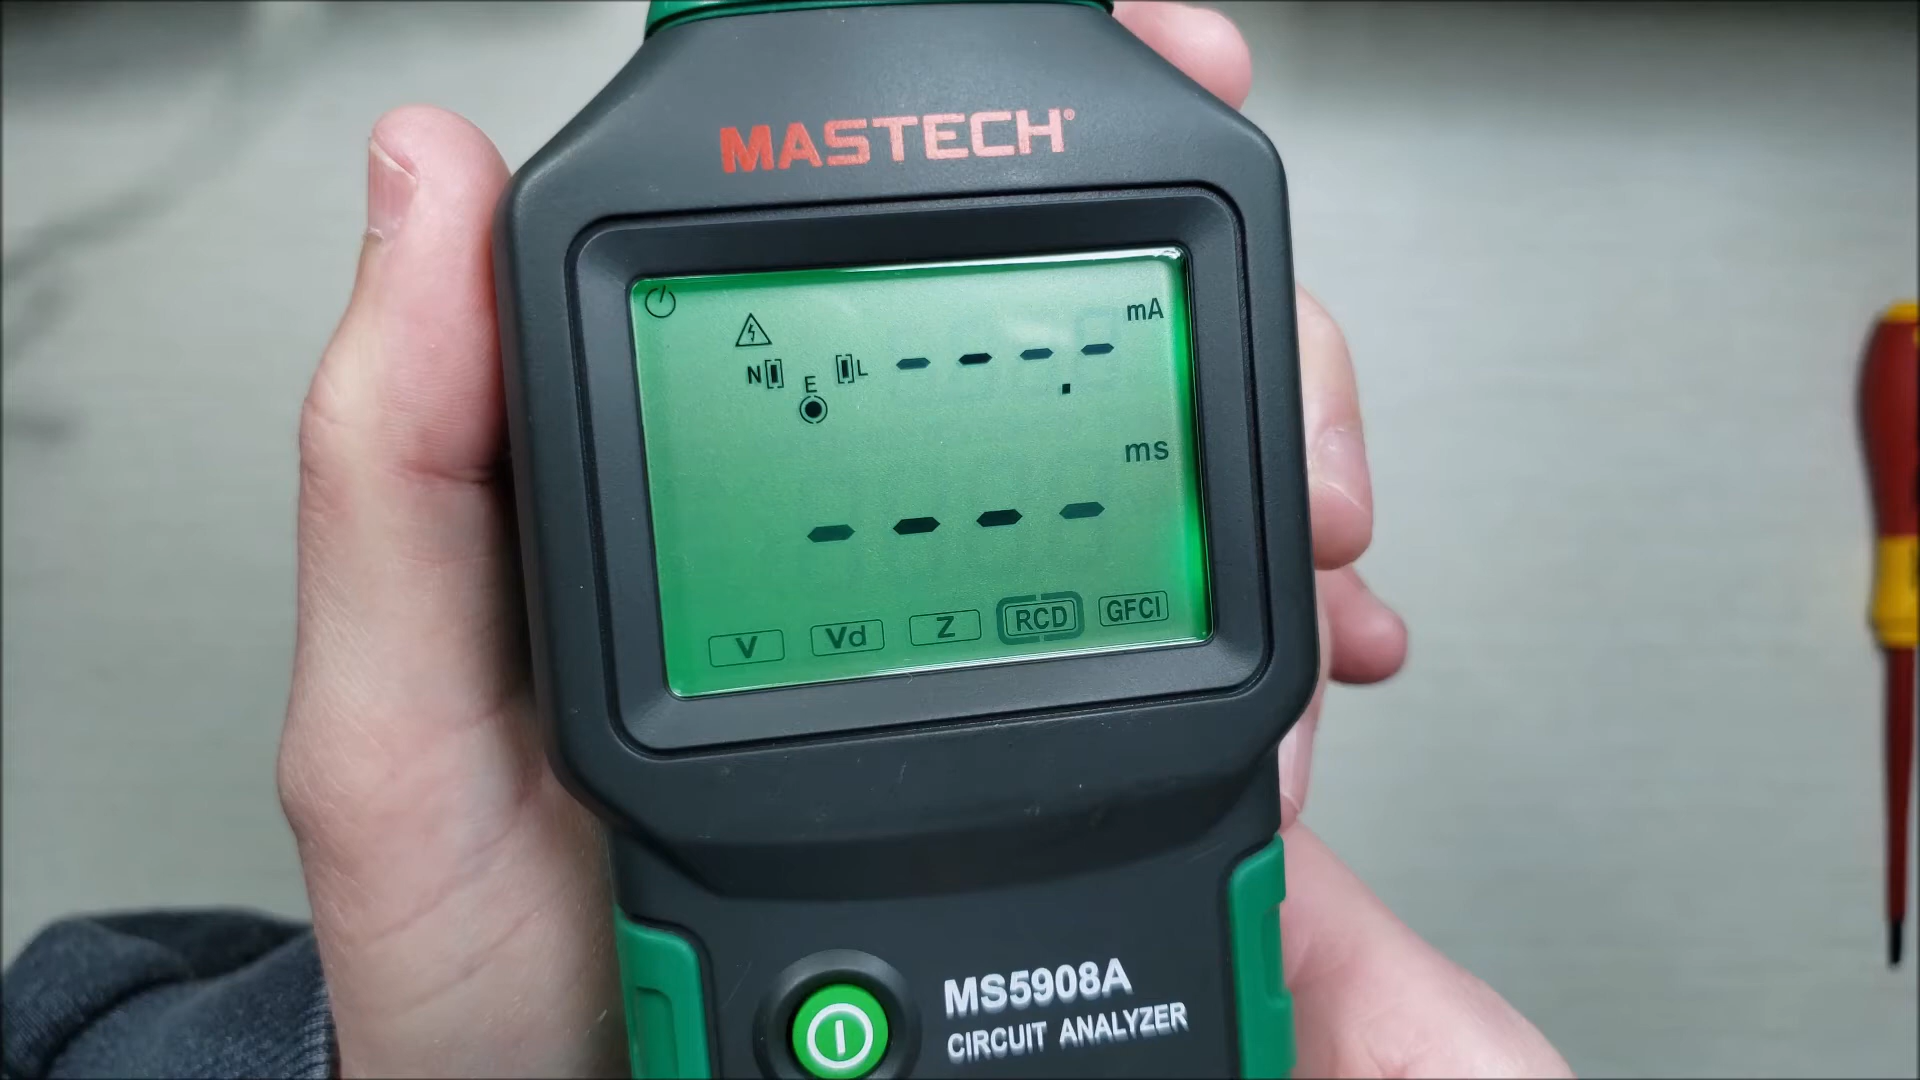 MASTECH®
mA
N E L - - - -.-
ms
- - - -
V Vd Z RCD GFCI
MS5908A
CIRCUIT ANALYZER